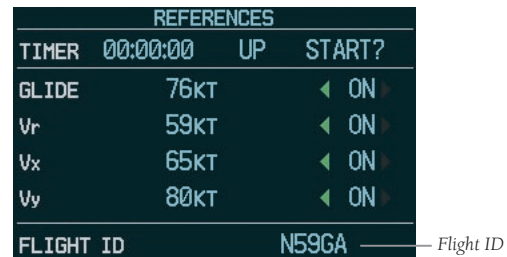 REFERENCES
TIMER 00:00:00 UP START?
GLIDE 76KT ON
Vr 59KT ON
Vx 65KT ON
Vy 80KT ON
FLIGHT ID N59GA Flight ID